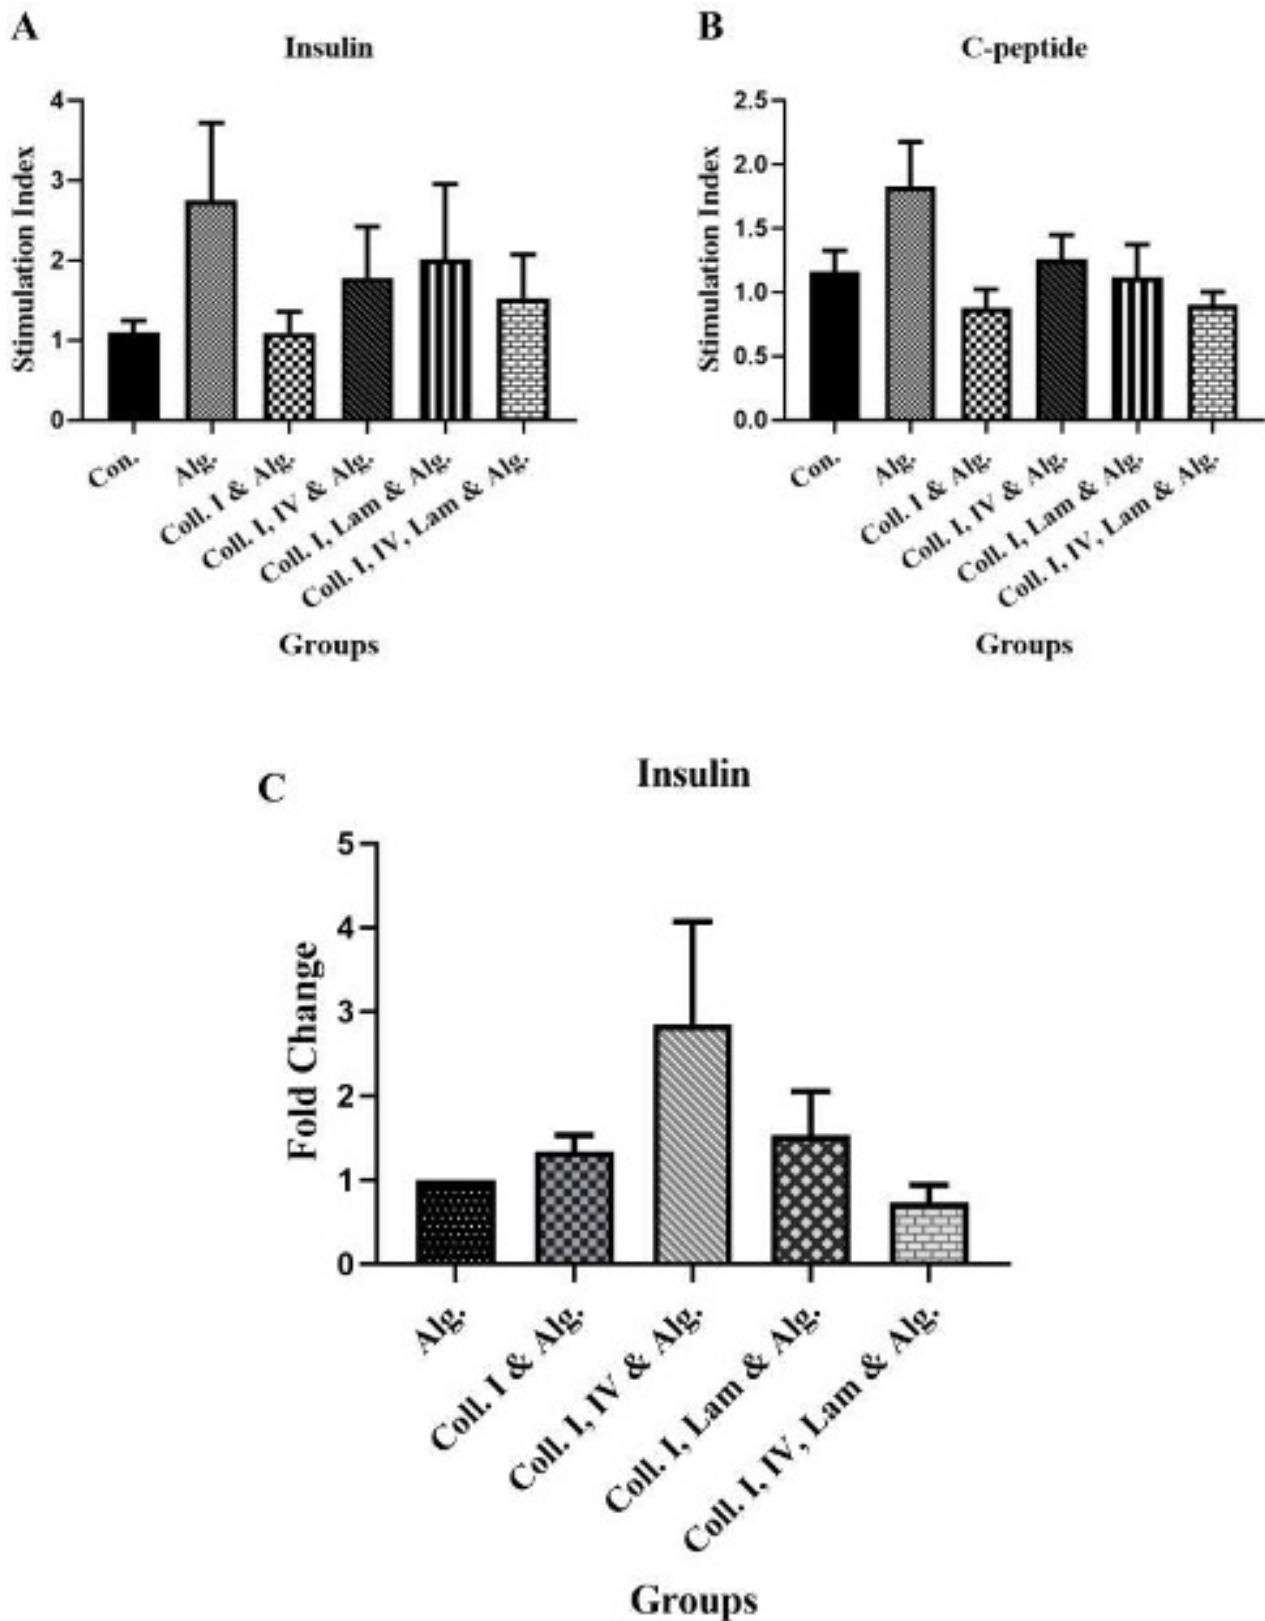 A
Insulin
Stimulation Index
4
3
2
1
0
Con.
Alg.
Coll. I & Alg.
Coll. I, IV & Alg.
Coll. I, Lam & Alg.
Coll. I, IV, Lam & Alg.
Groups
B
C-peptide
Stimulation Index
2.5
2.0
1.5
1.0
0.5
0.0
Con.
Alg.
Coll. I & Alg.
Coll. I, IV & Alg.
Coll. I, Lam & Alg.
Coll. I, IV, Lam & Alg.
Groups
C
Insulin
Fold Change
5
4
3
2
1
0
Alg.
Coll. I & Alg.
Coll. I, IV & Alg.
Coll. I, Lam & Alg.
Coll. I, IV, Lam & Alg.
Groups